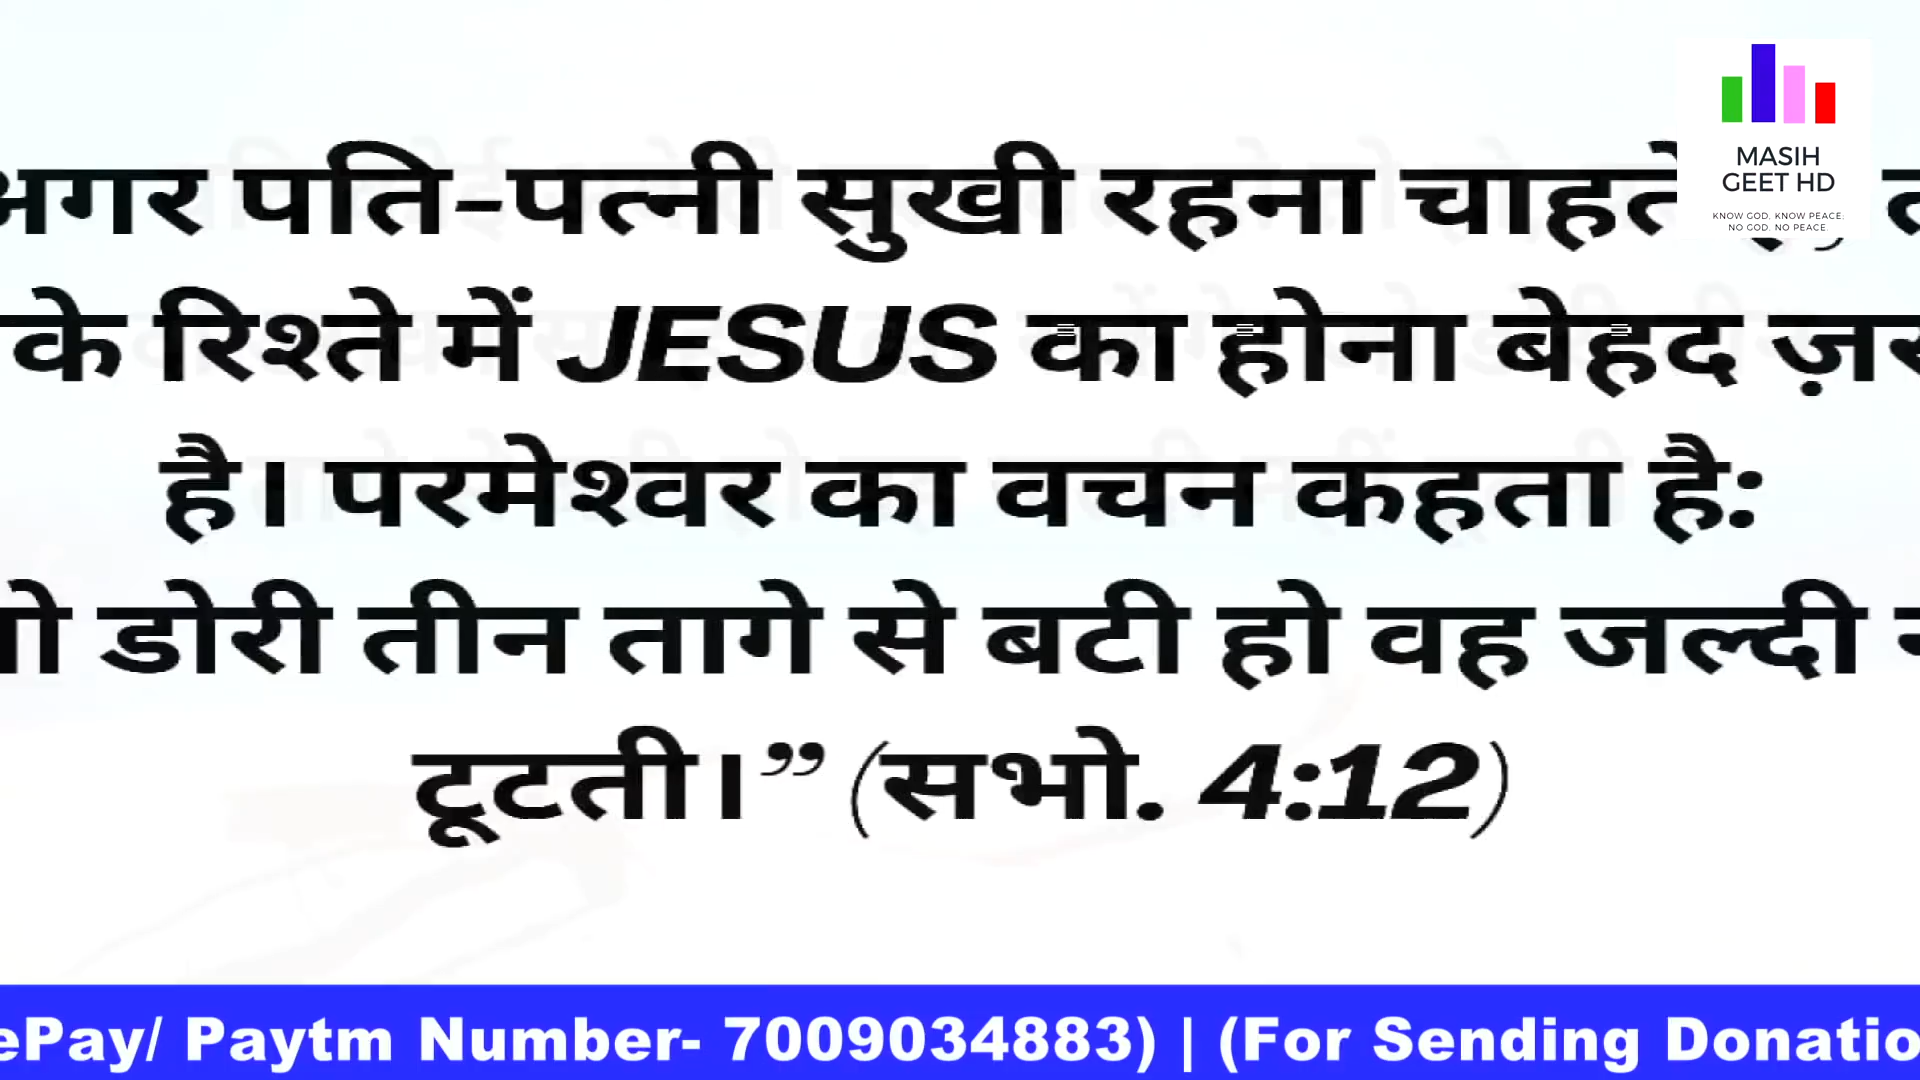 अगर पति-पत्नी सुखी रहना चाहते
MASIH
GEET HD
KNOW GOD. KNOW PEACE.
NO GOD. NO PEACE.
के रिश्ते में JESUS का होना बेहद
है। परमेश्वर का वचन कहता है:
डोरी तीन तागे से बटी हो वह जल्दी
टूटती।” (सभो. 4:12)
ePay/ Paytm Number- 7009034883) | (For Sending Donatio